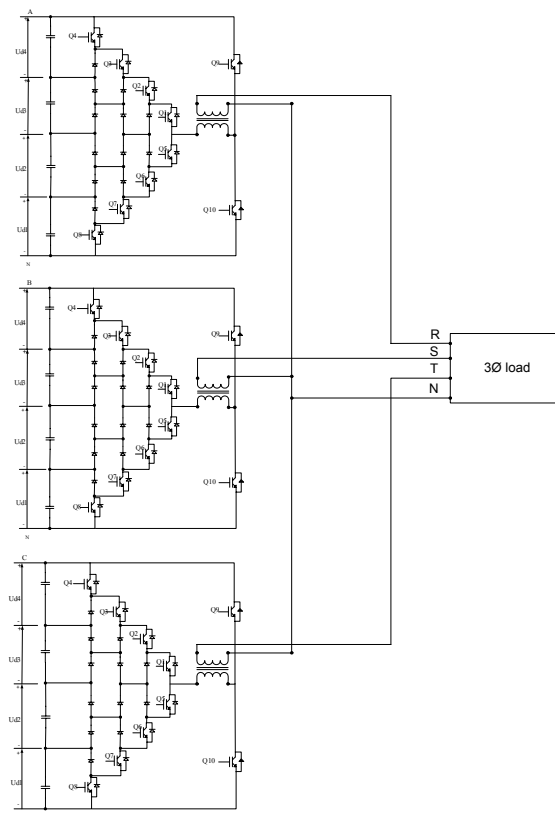 A
Ud4
Ud3
Ud2
Ud1
N
Q4
Q3
Q2
Q1
Q5
Q6
Q7
Q8
Q9
Q10
B
Ud4
Ud3
Ud2
Ud1
N
Q4
Q3
Q2
Q1
Q5
Q6
Q7
Q8
Q9
Q10
R
S
T
N
3Ø load
C
Ud4
Ud3
Ud2
Ud1
Q4
Q3
Q2
Q1
Q5
Q6
Q7
Q8
Q9
Q10